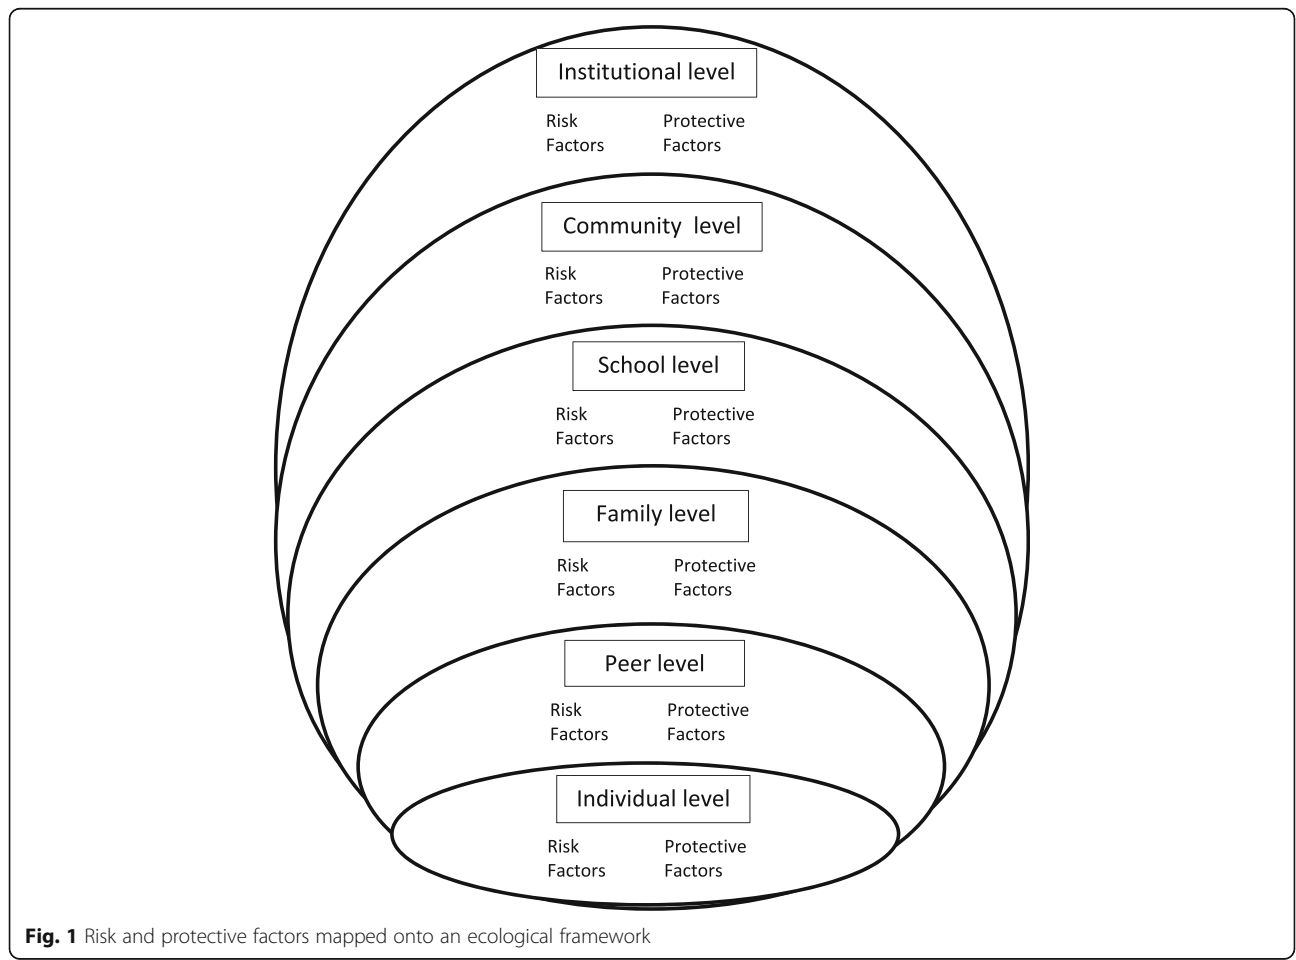 Institutional level
Risk Protective
Factors Factors
Community level
Risk Protective
Factors Factors
School level
Risk Protective
Factors Factors
Family level
Risk Protective
Factors Factors
Peer level
Risk Protective
Factors Factors
Individual level
Risk Protective
Factors Factors
Fig. 1 Risk and protective factors mapped onto an ecological framework